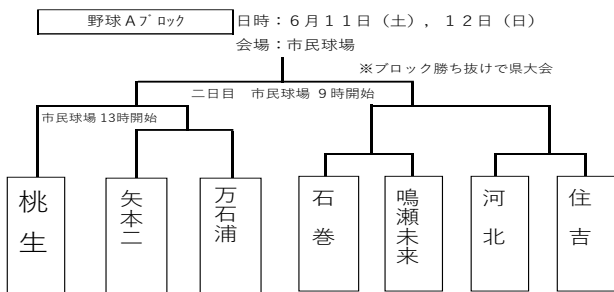 野球Aブロック　日時：６月１１日（土），１２日（日）
会場：市民球場
※ブロック勝ち抜けで県大会
二日目　市民球場 ９時開始
市民球場 13時開始
桃生
矢本二
万石浦
石巻
鳴瀬未来
河北
住吉